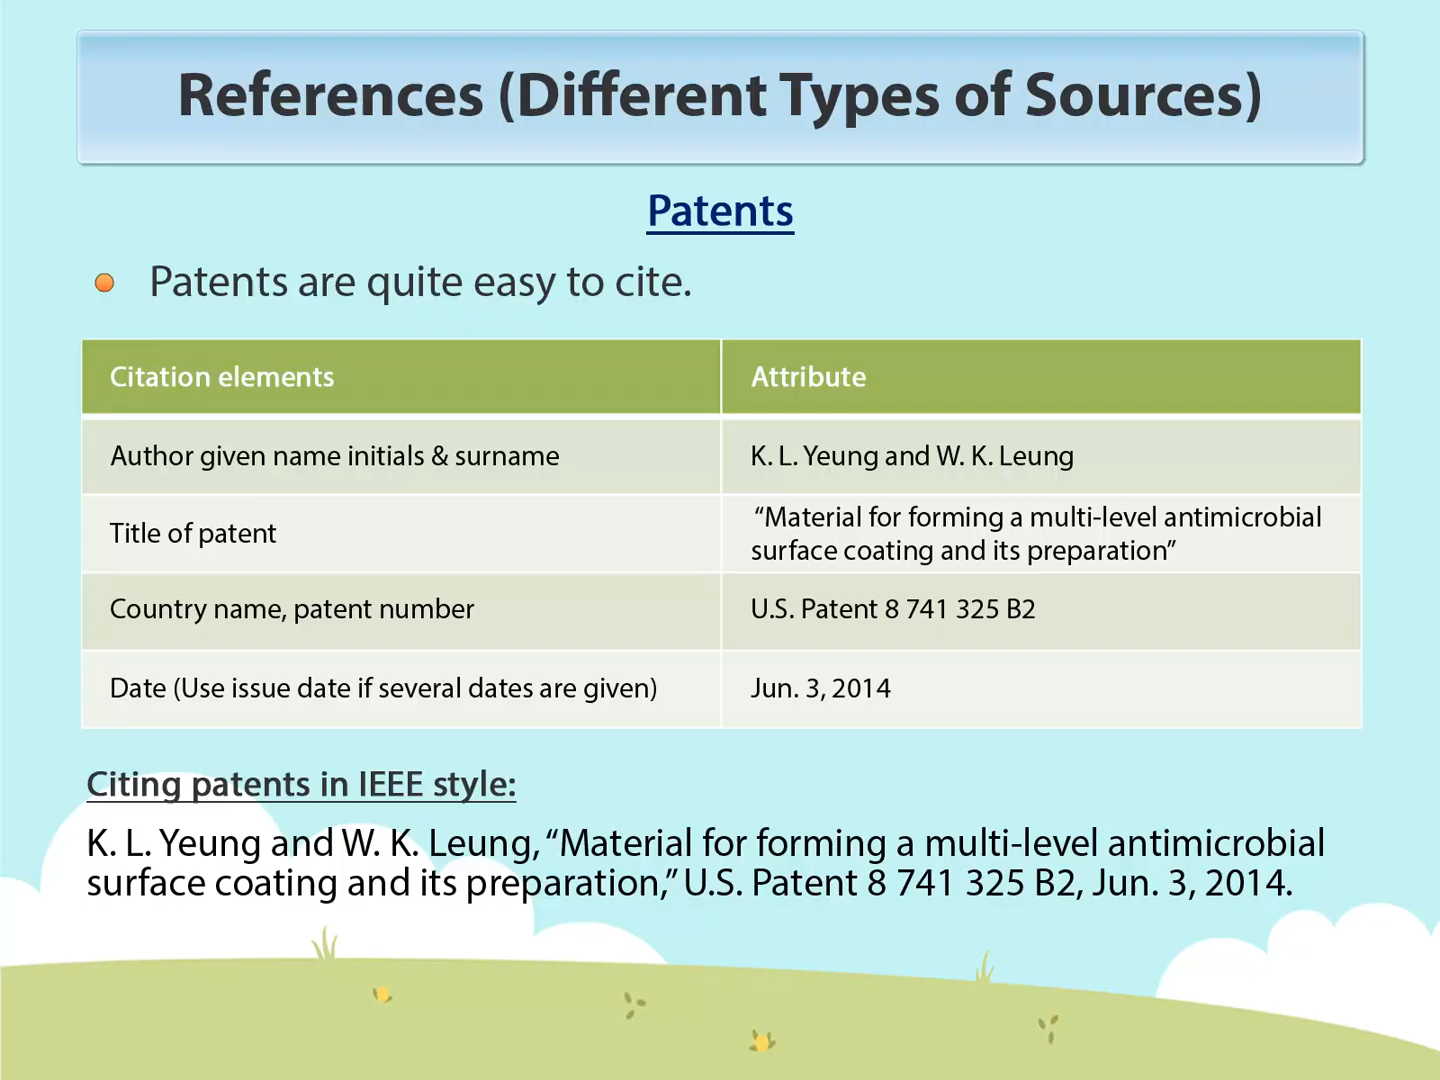 References (Different Types of Sources)
Patents
Patents are quite easy to cite.
Citation elements
Attribute
Author given name initials & surname
K. L. Yeung and W. K. Leung
Title of patent
“Material for forming a multi-level antimicrobial
surface coating and its preparation”
Country name, patent number
U.S. Patent 8 741 325 B2
Date (Use issue date if several dates are given)
Jun. 3, 2014
Citing patents in IEEE style:
K. L. Yeung and W. K. Leung, “Material for forming a multi-level antimicrobial
surface coating and its preparation,” U.S. Patent 8 741 325 B2, Jun. 3, 2014.